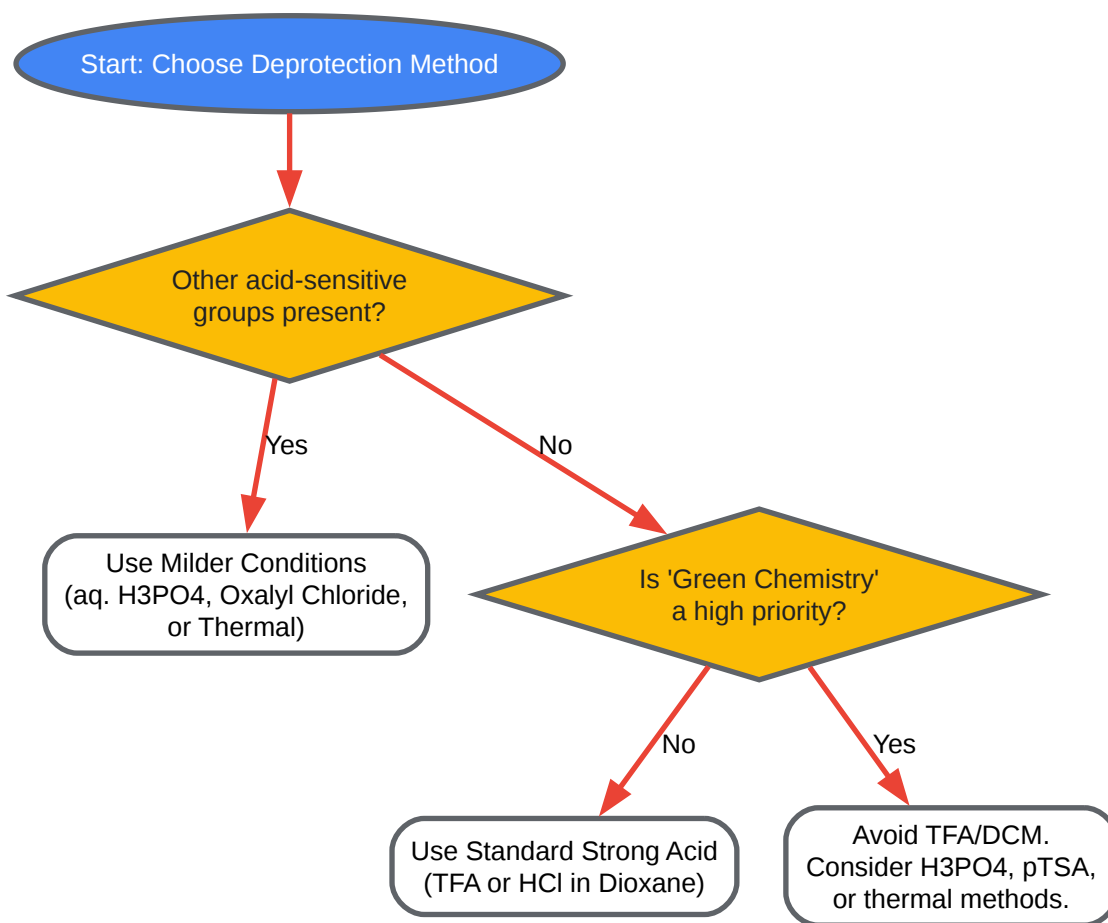 Start: Choose Deprotection Method
Other acid-sensitive
groups present?
Yes
No
Use Milder Conditions
(aq. H3PO4, Oxalyl Chloride,
or Thermal)
Is 'Green Chemistry'
a high priority?
No
Yes
Use Standard Strong Acid
(TFA or HCl in Dioxane)
Avoid TFA/DCM.
Consider H3PO4, pTSA,
or thermal methods.